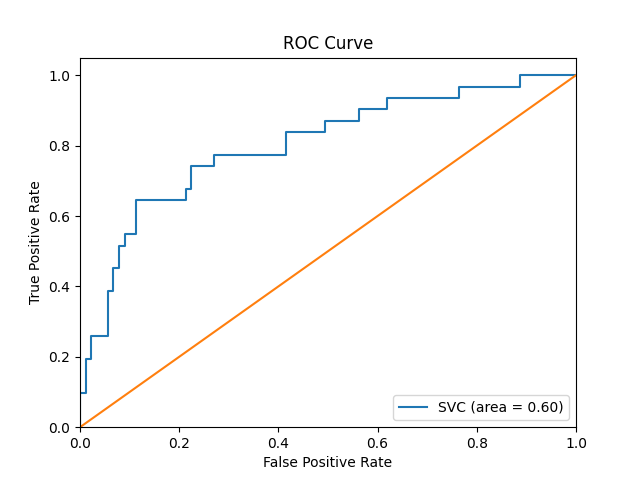 ROC Curve
True Positive Rate
1.0
0.8
0.6
0.4
0.2
0.0
0.0 0.2 0.4 0.6 0.8 1.0
False Positive Rate
SVC (area = 0.60)